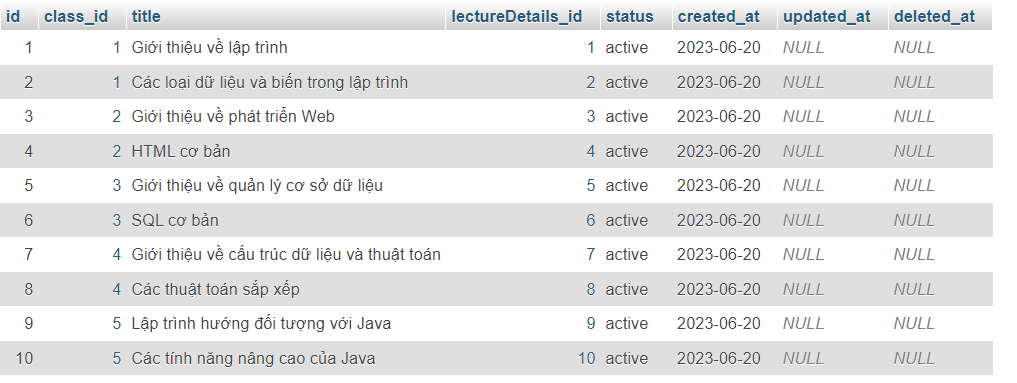 id class_id title lectureDetails_id status created_at updated_at deleted_at
1 1 Giới thiệu về lập trình 1 active 2023-06-20 NULL NULL
2 1 Các loại dữ liệu và biến trong lập trình 2 active 2023-06-20 NULL NULL
3 2 Giới thiệu về phát triển Web 3 active 2023-06-20 NULL NULL
4 2 HTML cơ bản 4 active 2023-06-20 NULL NULL
5 3 Giới thiệu về quản lý cơ sở dữ liệu 5 active 2023-06-20 NULL NULL
6 3 SQL cơ bản 6 active 2023-06-20 NULL NULL
7 4 Giới thiệu về cấu trúc dữ liệu và thuật toán 7 active 2023-06-20 NULL NULL
8 4 Các thuật toán sắp xếp 8 active 2023-06-20 NULL NULL
9 5 Lập trình hướng đối tượng với Java 9 active 2023-06-20 NULL NULL
10 5 Các tính năng nâng cao của Java 10 active 2023-06-20 NULL NULL